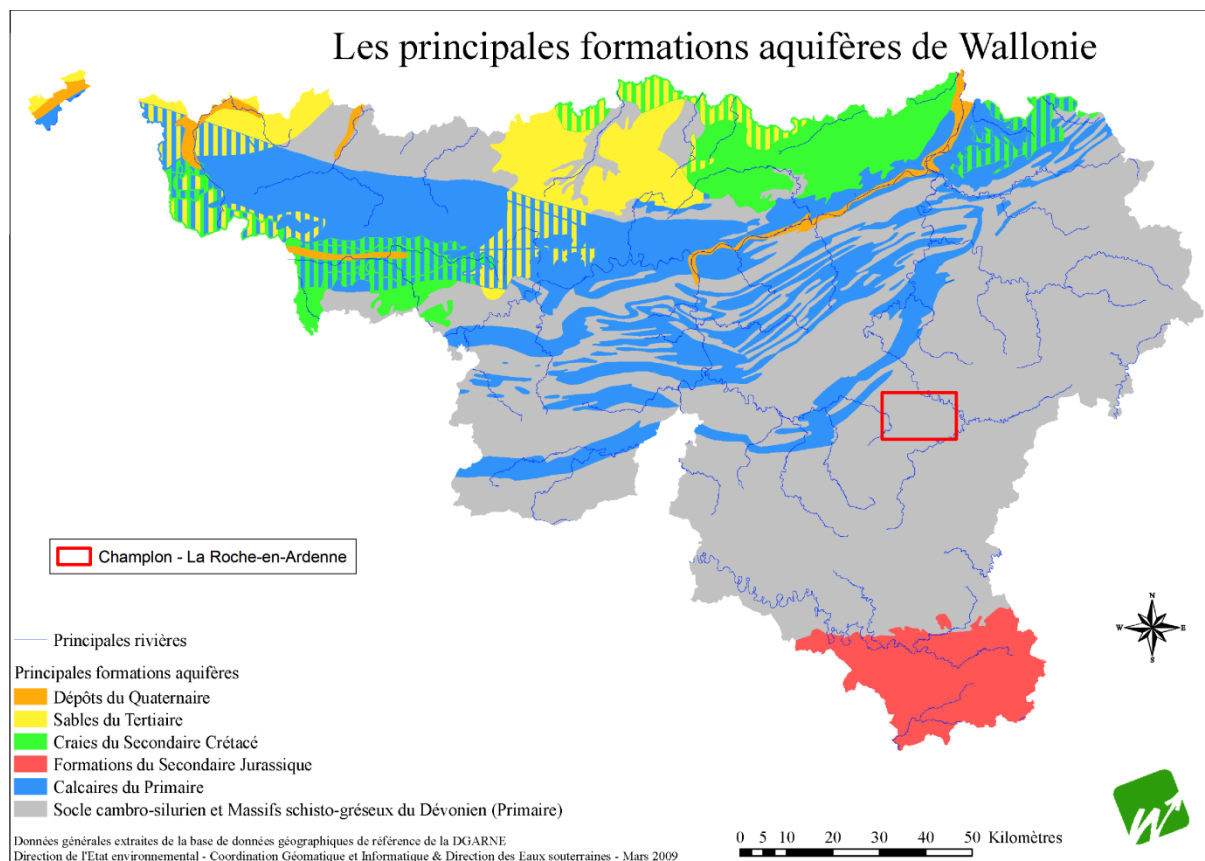 Les principales formations aquifères de Wallonie
Champlon - La Roche-en-Ardenne
N
W E
S
Principales rivières
Principales formations aquifères
Dépôts du Quaternaire
Sables du Tertiaire
Craies du Secondaire Crétacé
Formations du Secondaire Jurassique
Calcaires du Primaire
Socle cambro-silurien et Massifs schisto-gréseux du Dévonien (Primaire)
Données générales extraites de la base de données géographiques de référence de la DGARNE
Direction de l'Etat environnemental - Coordination Géomatique et Informatique & Direction des Eaux souterraines - Mars 2009
0 5 10 20 30 40 50 Kilomètres
W